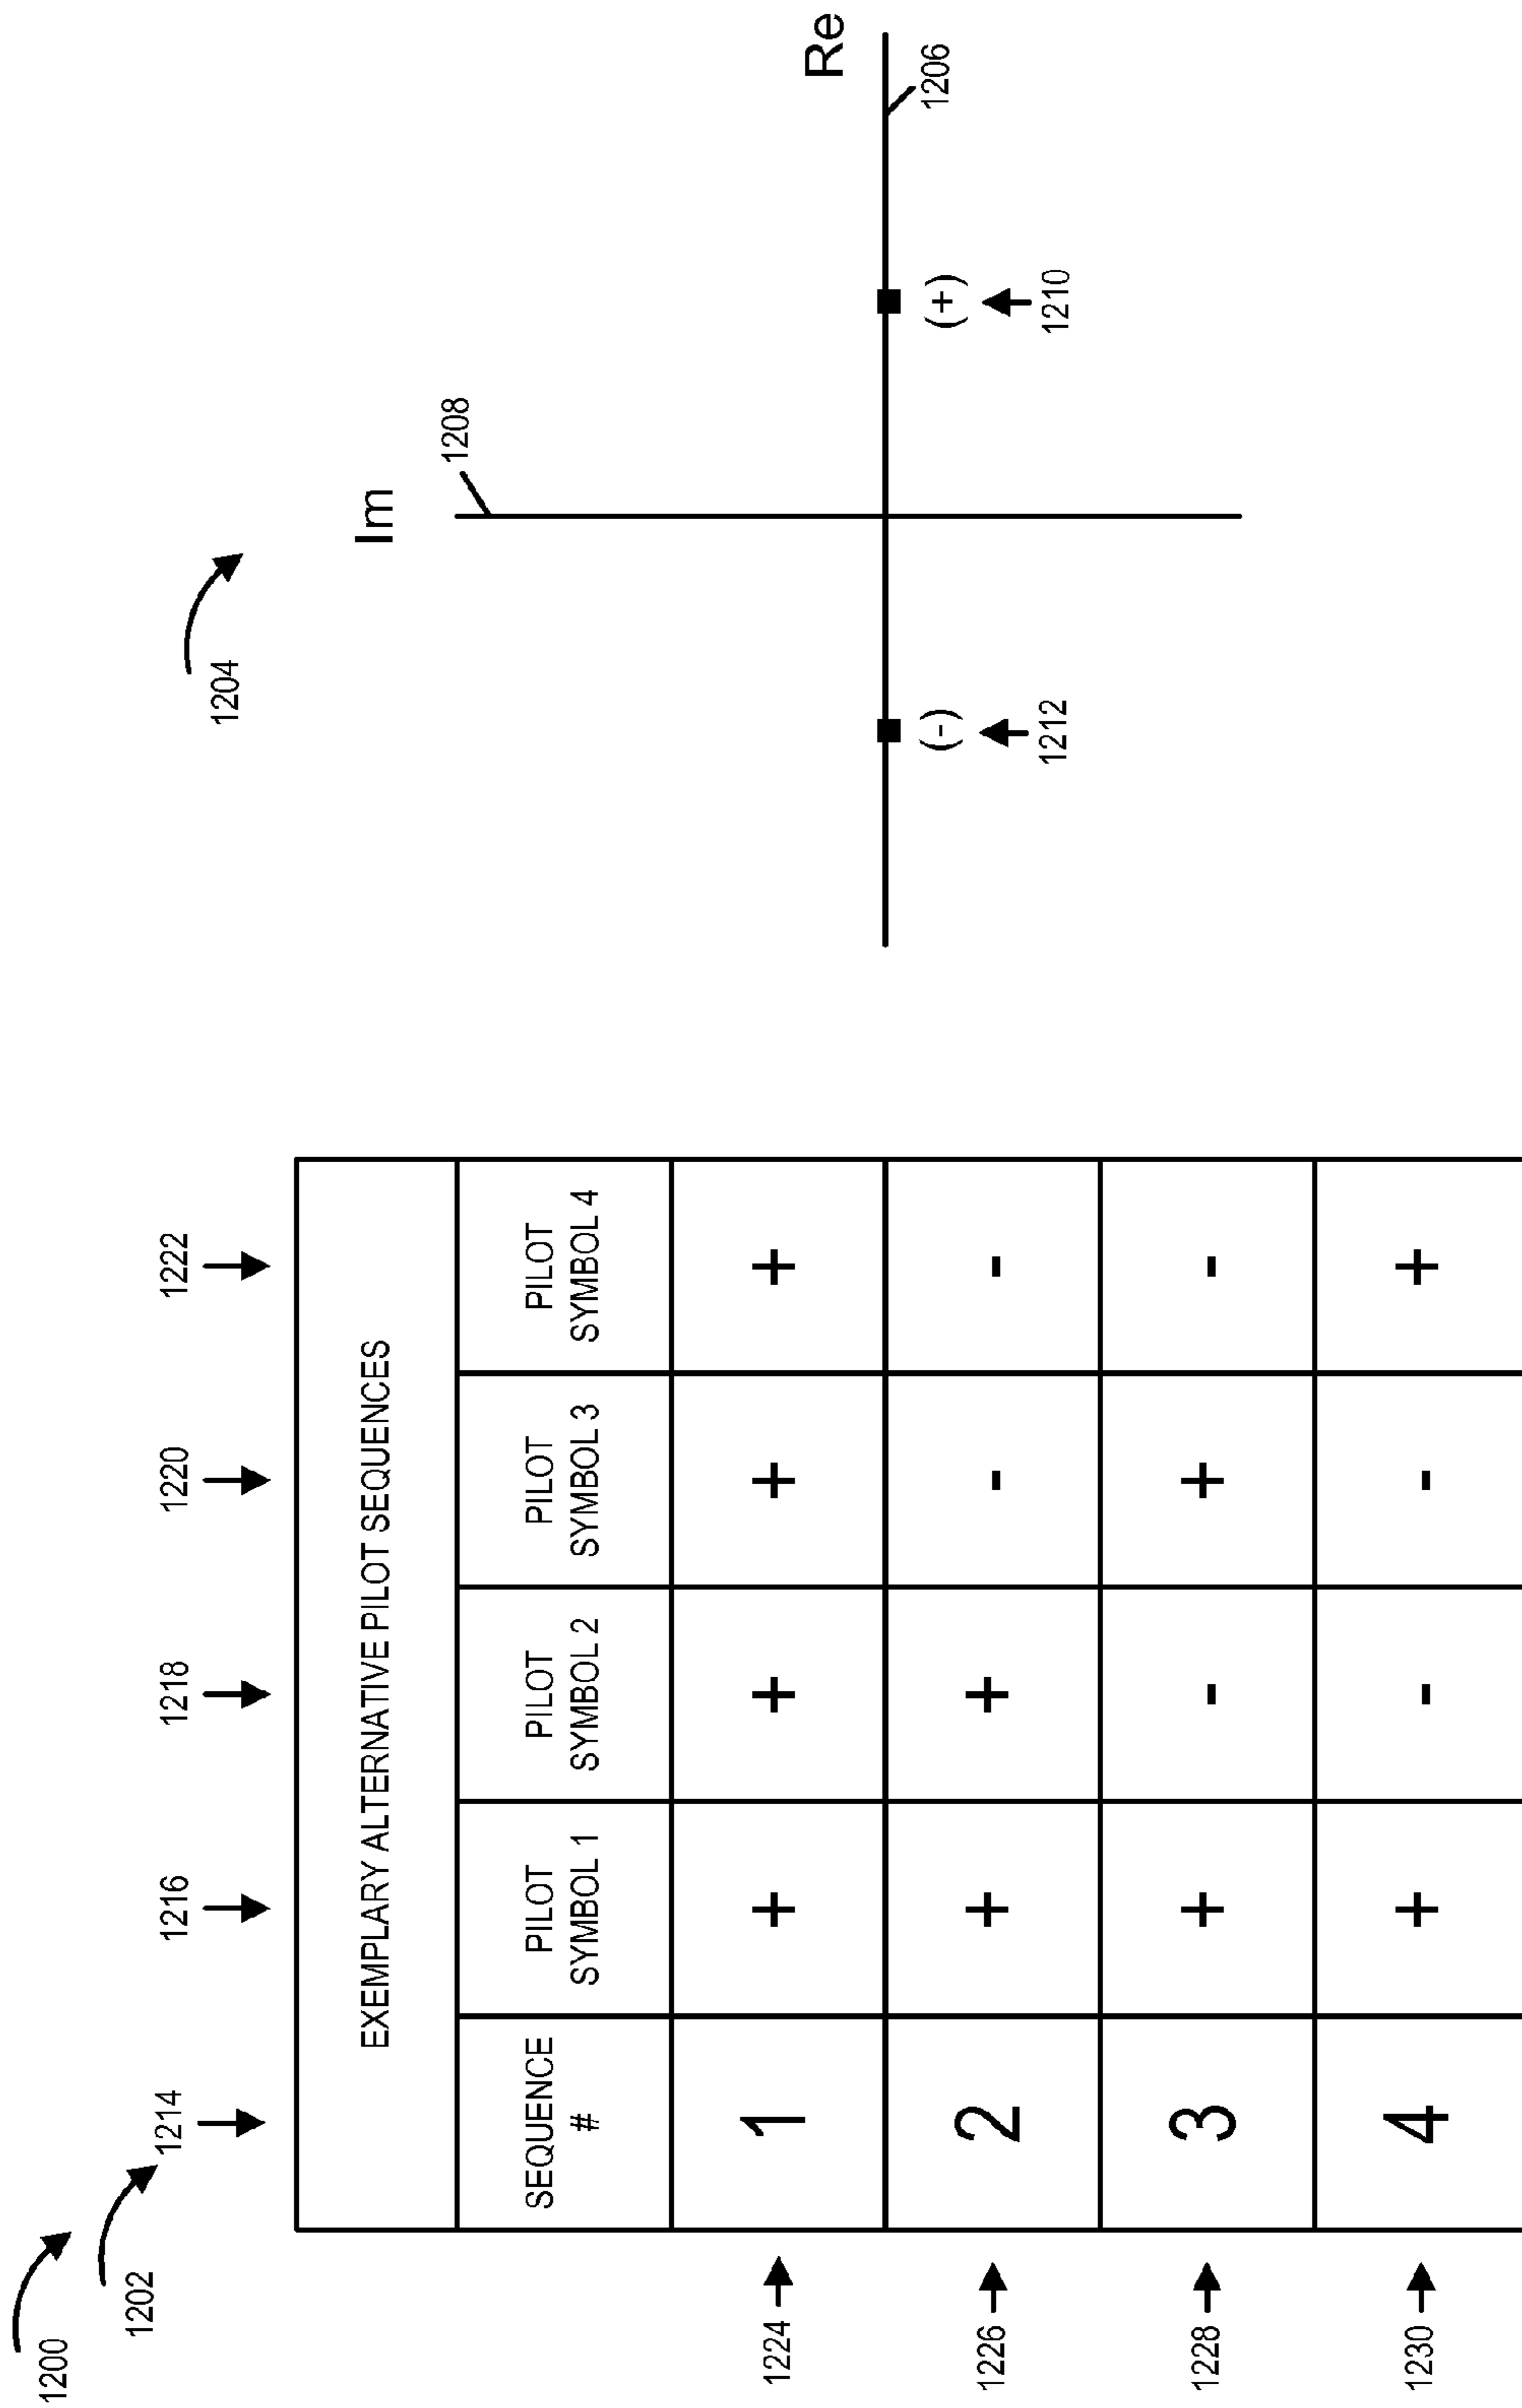 1200
1202
1214
1216
1218
1220
1222
EXEMPLARY ALTERNATIVE PILOT SEQUENCES
SEQUENCE
#
PILOT
SYMBOL 1
PILOT
SYMBOL 2
PILOT
SYMBOL 3
PILOT
SYMBOL 4
1224
1 + + + +
1226
2 + + - -
1228
3 + - + -
1230
4 + - - +
1204
Im
1208
Re
1206
(-)
1212
(+)
1210